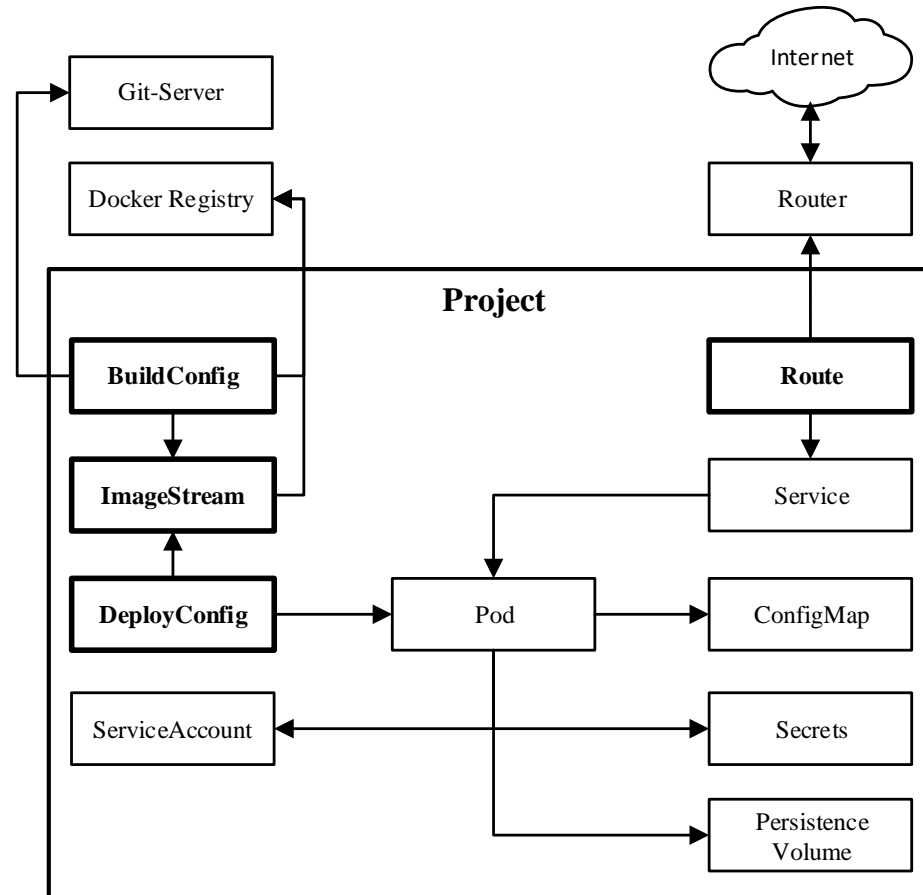 Internet
Git-Server
Docker Registry
Router
Project
BuildConfig
Route
ImageStream
Service
DeployConfig
Pod
ConfigMap
ServiceAccount
Secrets
Persistence
Volume